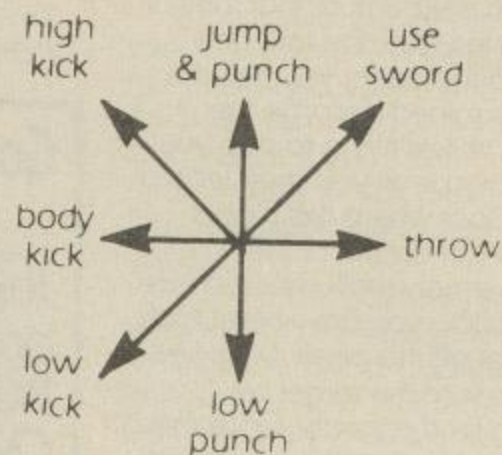 high
kick
jump
& punch
use
sword
body
kick
throw
low
kick
low
punch